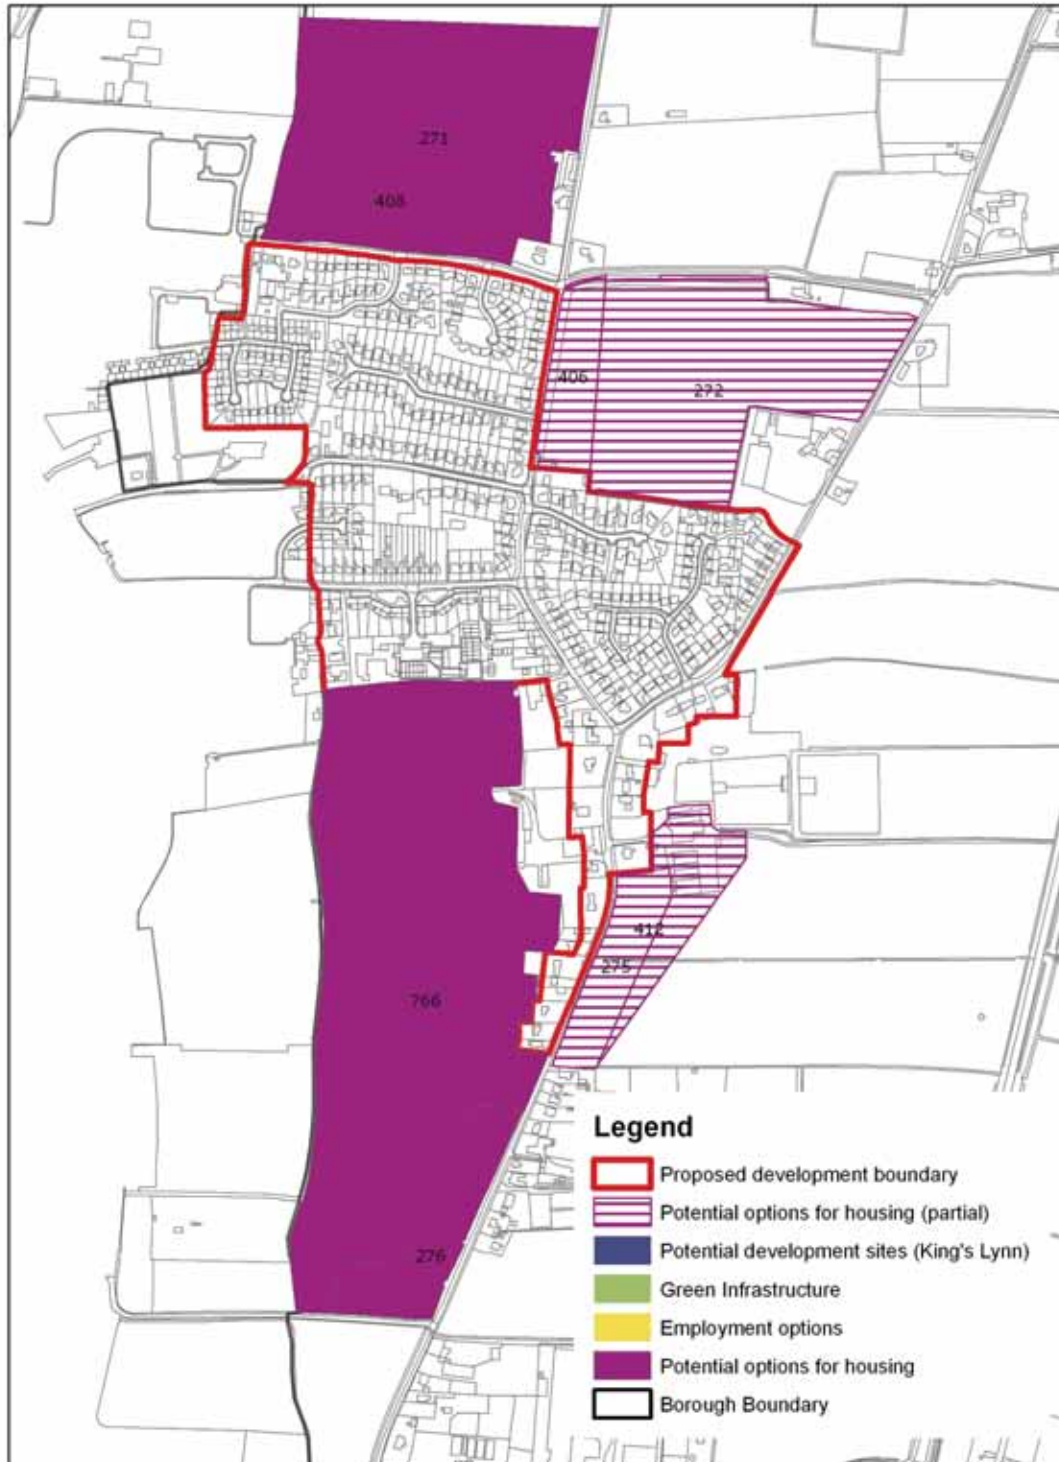 271
408
406
272
412
275
766
276
Legend
Proposed development boundary
Potential options for housing (partial)
Potential development sites (King's Lynn)
Green Infrastructure
Employment options
Potential options for housing
Borough Boundary